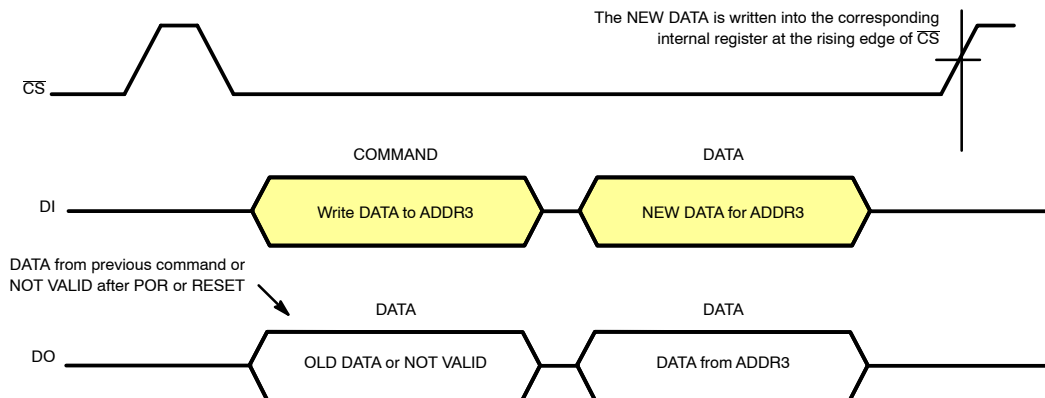 The NEW DATA is written into the corresponding
internal register at the rising edge of C̅S̅
C̅S̅
COMMAND
DATA
DI
Write DATA to ADDR3
NEW DATA for ADDR3
DATA from previous command or
NOT VALID after POR or RESET
DATA
DATA
DO
OLD DATA or NOT VALID
DATA from ADDR3